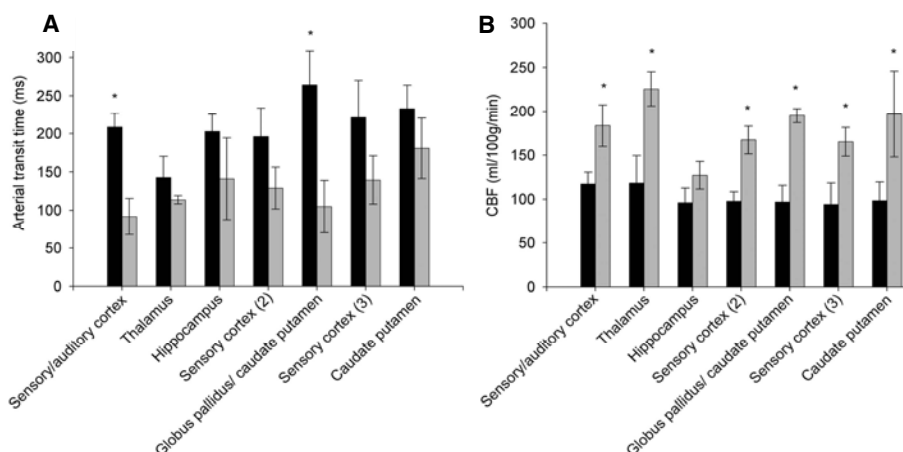 A
*
*
Arterial transit time (ms)
300
250
200
150
100
50
0
Sensory/auditory cortex
Thalamus
Hippocampus
Sensory cortex (2)
Globus pallidus/ caudate putamen
Sensory cortex (3)
Caudate putamen
B
*
*
*
*
*
*
CBF (ml/100g/min)
300
250
200
150
100
50
0
Sensory/auditory cortex
Thalamus
Hippocampus
Sensory cortex (2)
Globus pallidus/ caudate putamen
Sensory cortex (3)
Caudate putamen